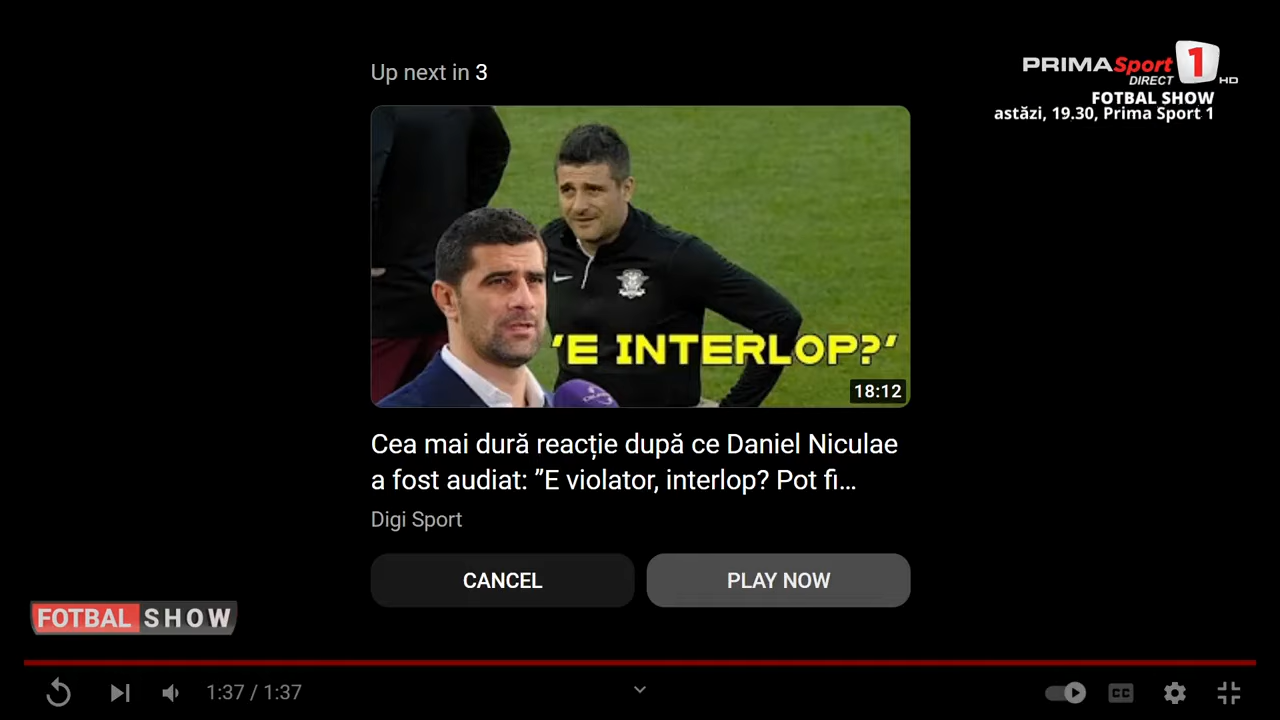 Up next in 3
PRIMASport 1
DIRECT HD
FOTBAL SHOW
astăzi, 19.30, Prima Sport 1
'E INTERLOP?'
18:12
Cea mai dură reacție după ce Daniel Niculae
a fost audiat: ”E violator, interlop? Pot fi...
Digi Sport
CANCEL
PLAY NOW
FOTBAL SHOW
1:37 / 1:37
CC